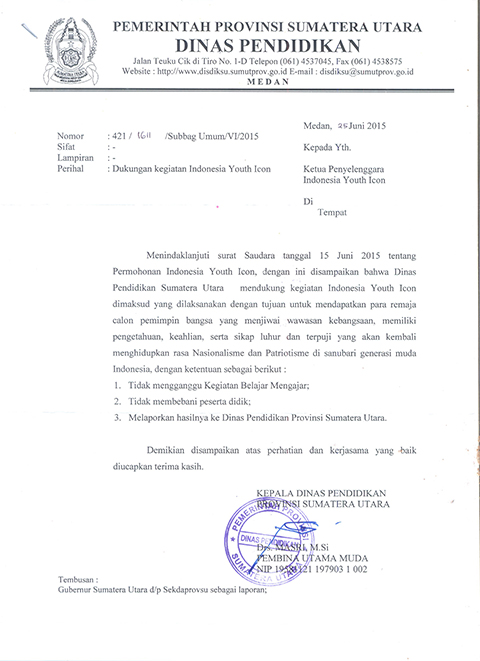 PEMERINTAH PROVINSI SUMATERA UTARA
DINAS PENDIDIKAN
Jalan Teuku Cik di Tiro No. 1-D Telepon (061) 4537045, Fax (061) 4538575
Website : http://www.disdiksu.sumutprov.go.id E-mail : disdiksu@sumutprov.go.id
MEDAN
Medan, 25 Juni 2015
Nomor : 421 / 1611 /Subbag Umum/VI/2015
Sifat : -
Lampiran : -
Perihal : Dukungan kegiatan Indonesia Youth Icon
Kepada Yth.
Ketua Penyelenggara
Indonesia Youth Icon
Di
Tempat
Menindaklanjuti surat Saudara tanggal 15 Juni 2015 tentang
Permohonan Indonesia Youth Icon, dengan ini disampaikan bahwa Dinas
Pendidikan Sumatera Utara mendukung kegiatan Indonesia Youth Icon
dimaksud yang dilaksanakan dengan tujuan untuk mendapatkan para remaja
calon pemimpin bangsa yang menjiwai wawasan kebangsaan, memiliki
pengetahuan, keahlian, serta sikap luhur dan terpuji yang akan kembali
menghidupkan rasa Nasionalisme dan Patriotisme di sanubari generasi muda
Indonesia, dengan ketentuan sebagai berikut :
1. Tidak mengganggu Kegiatan Belajar Mengajar;
2. Tidak membebani peserta didik;
3. Melaporkan hasilnya ke Dinas Pendidikan Provinsi Sumatera Utara.
Demikian disampaikan atas perhatian dan kerjasama yang baik
diucapkan terima kasih.
KEPALA DINAS PENDIDIKAN
PROVINSI SUMATERA UTARA
PEMERINTAH PROVINSI
DINAS PENDIDIKAN
SUMATERA UTARA
Drs. MASRI, M.Si
PEMBINA UTAMA MUDA
NIP 121 197903 1 002
Tembusan :
Gubernur Sumatera Utara d/p Sekdaprovsu sebagai laporan;